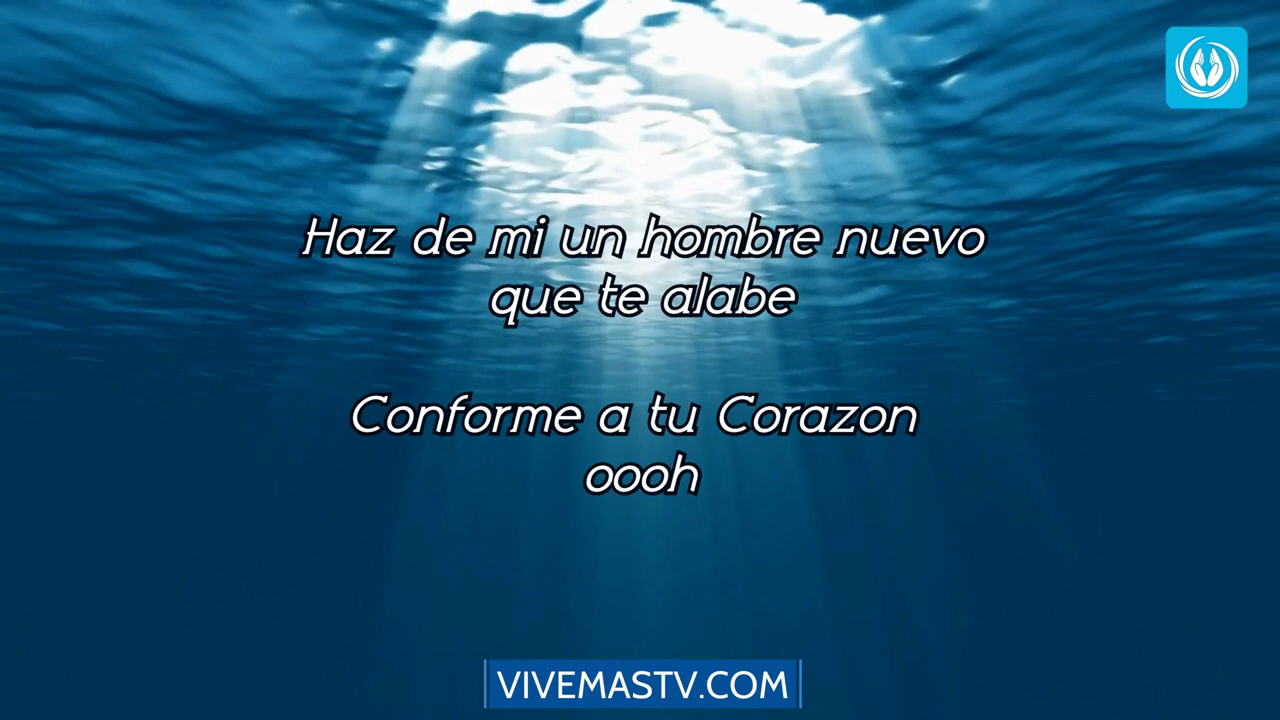 Haz de mi un hombre nuevo
que te alabe
Conforme a tu Corazon
oooh
VIVEMASTV.COM